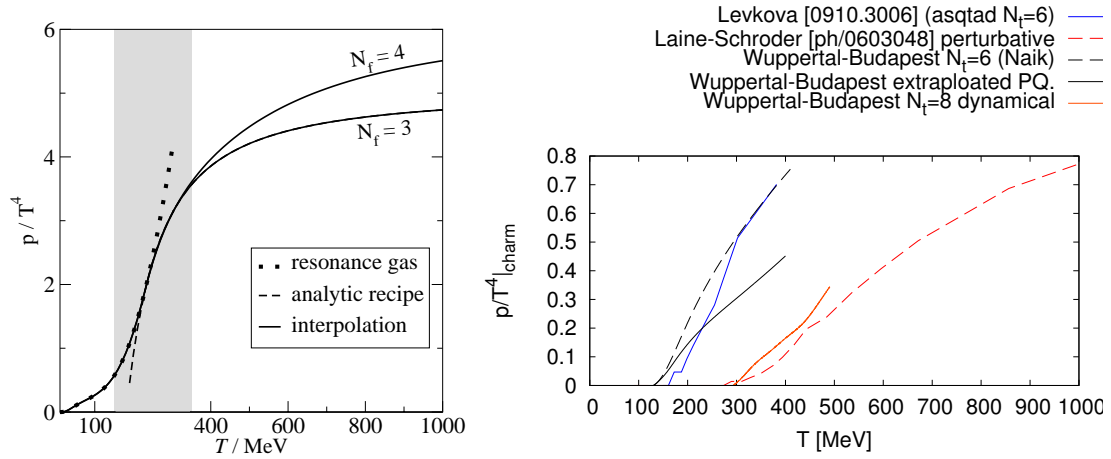 6
4
2
0
p / T⁴
N_f = 4
N_f = 3
resonance gas
analytic recipe
interpolation
100 400 600 800 1000
T / MeV
Levkova [0910.3006] (asqtad N_t=6)
Laine-Schroder [ph/0603048] perturbative
Wuppertal-Budapest N_t=6 (Naik)
Wuppertal-Budapest extraploated PQ.
Wuppertal-Budapest N_t=8 dynamical
0.8
0.7
0.6
0.5
0.4
0.3
0.2
0.1
0
p/T⁴|charm
0 100 200 300 400 500 600 700 800 900 1000
T [MeV]